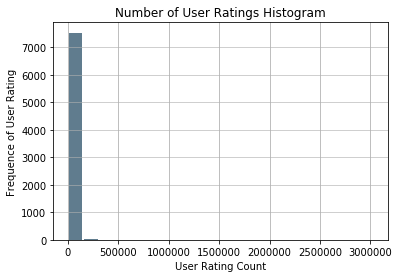 Number of User Ratings Histogram
Frequence of User Rating
7000
6000
5000
4000
3000
2000
1000
0
0 500000 1000000 1500000 2000000 2500000 3000000
User Rating Count